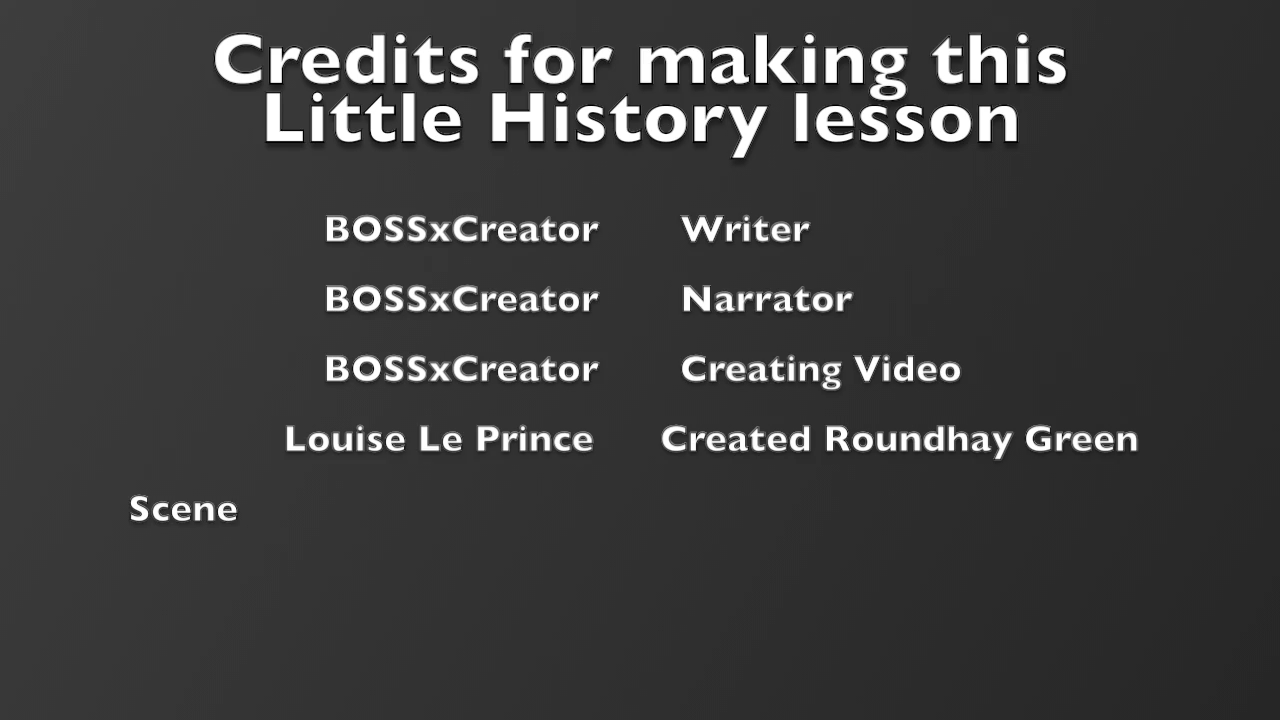 Credits for making this
Little History lesson
BOSSxCreator Writer
BOSSxCreator Narrator
BOSSxCreator Creating Video
Louise Le Prince Created Roundhay Green
Scene